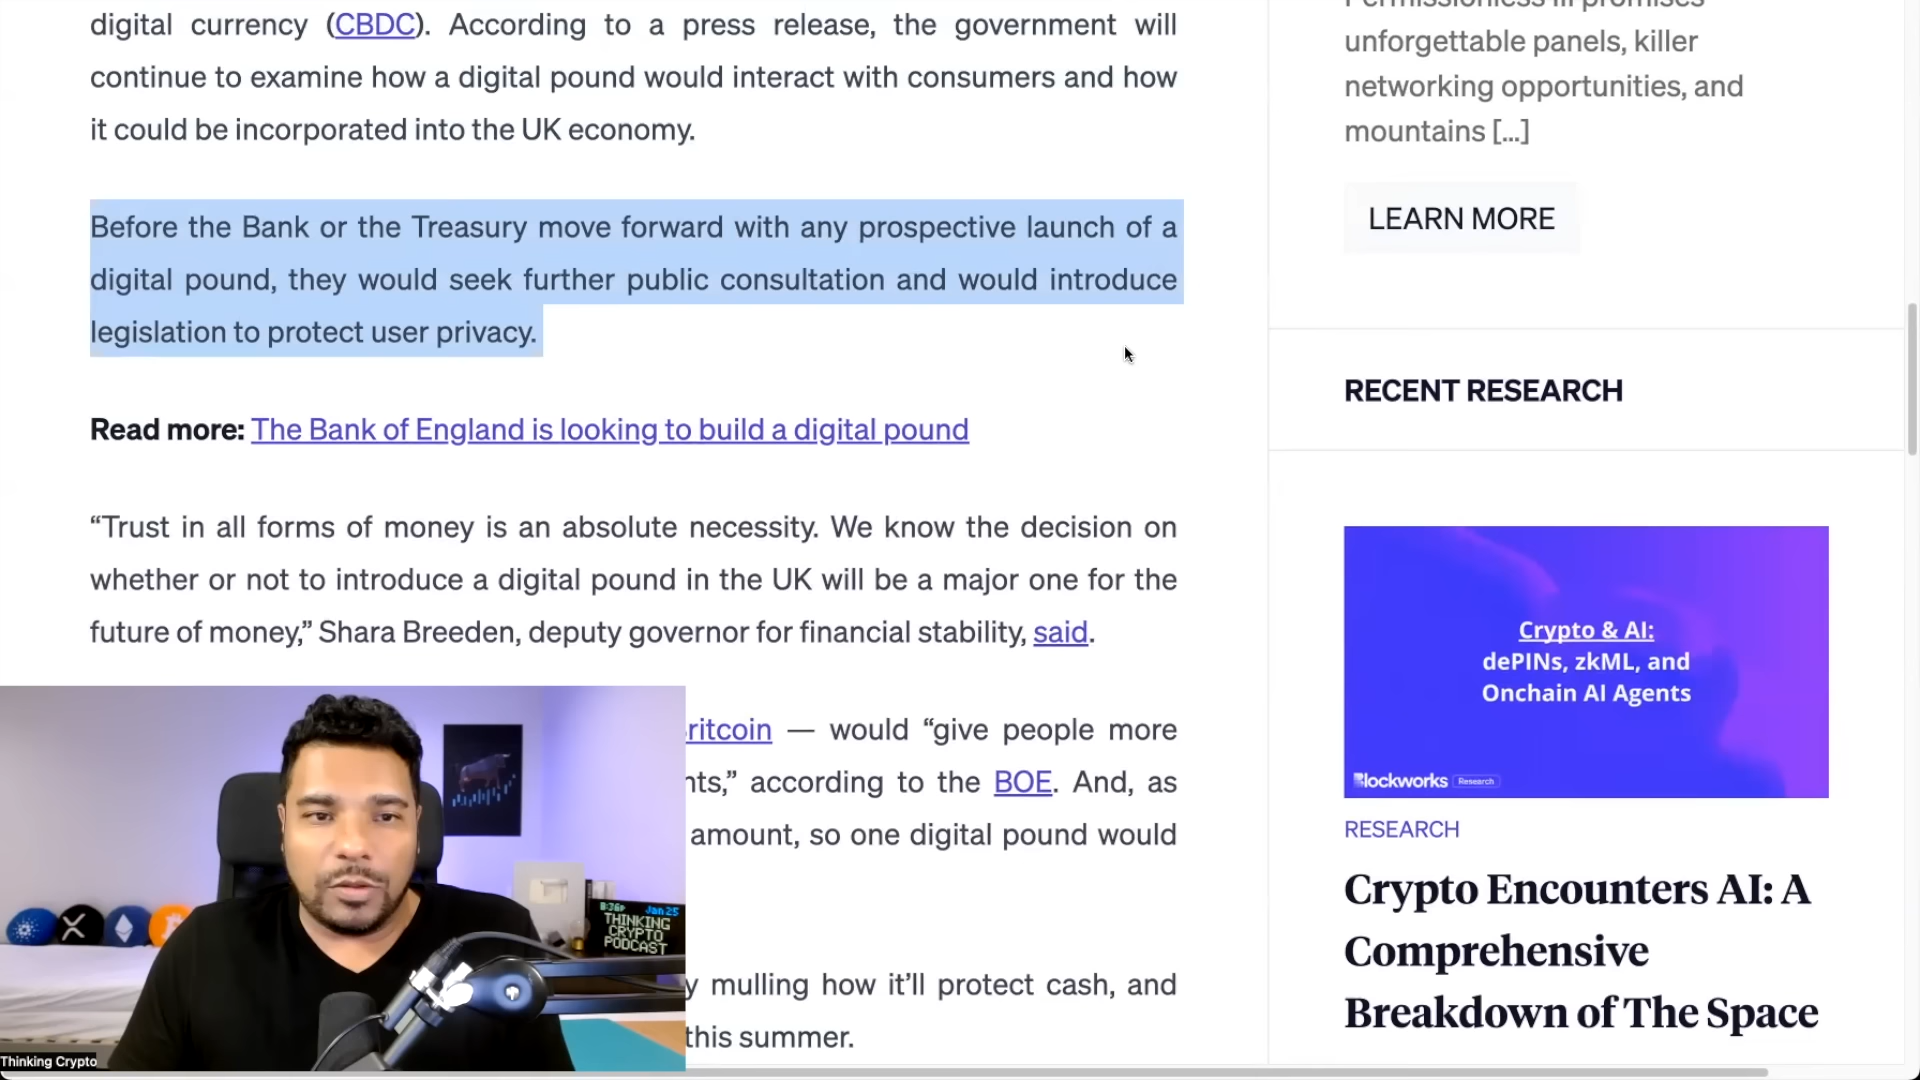 digital currency (CBDC). According to a press release, the government will
continue to examine how a digital pound would interact with consumers and how
it could be incorporated into the UK economy.
Before the Bank or the Treasury move forward with any prospective launch of a
digital pound, they would seek further public consultation and would introduce
legislation to protect user privacy.
Read more: The Bank of England is looking to build a digital pound
“Trust in all forms of money is an absolute necessity. We know the decision on
whether or not to introduce a digital pound in the UK will be a major one for the
future of money,” Shara Breeden, deputy governor for financial stability, said.
ritcoin — would “give people more
nts,” according to the BOE. And, as
amount, so one digital pound would
y mulling how it’ll protect cash, and
this summer.
8:36P Jan 25
THINKING
CRYPTO
PODCAST
Thinking Crypto
Permissionless III promises
unforgettable panels, killer
networking opportunities, and
mountains [...]
LEARN MORE
RECENT RESEARCH
Crypto & AI:
dePINs, zkML, and
Onchain AI Agents
Blockworks Research
RESEARCH
Crypto Encounters AI: A
Comprehensive
Breakdown of The Space